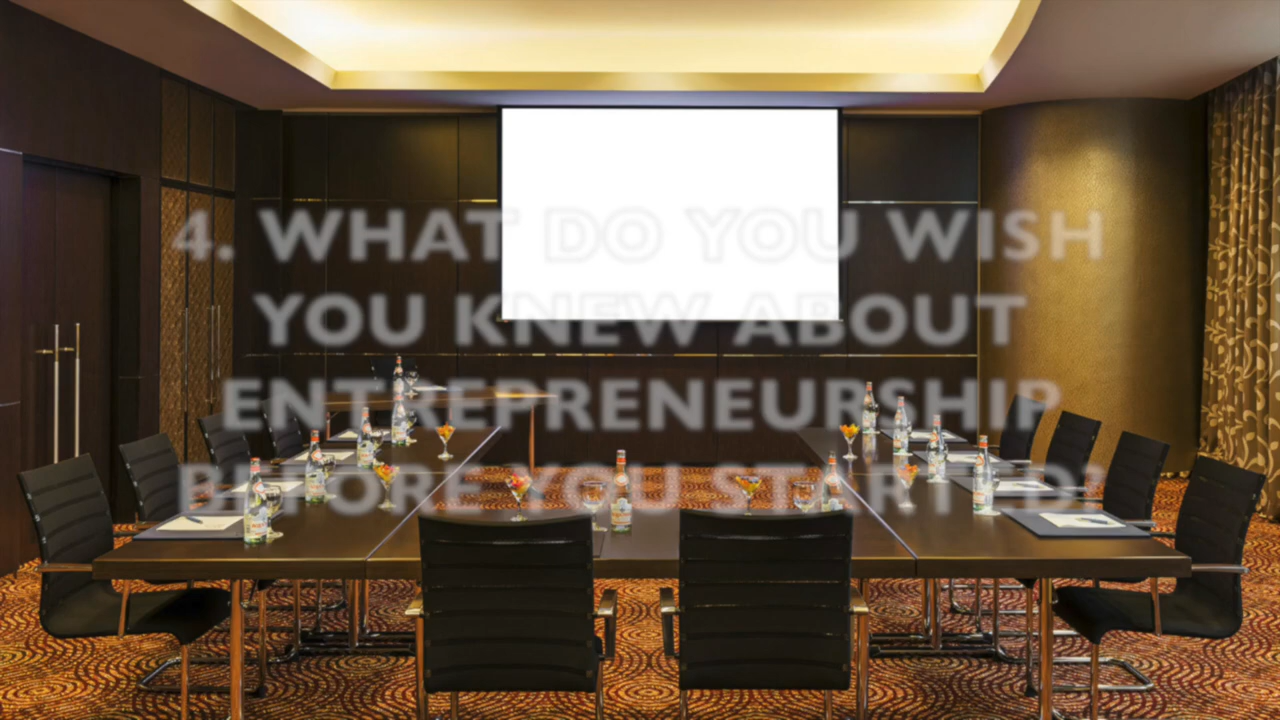 4. WHAT DO YOU WISH
YOU KNEW ABOUT
ENTREPRENEURSHIP
BEFORE YOU STARTED?